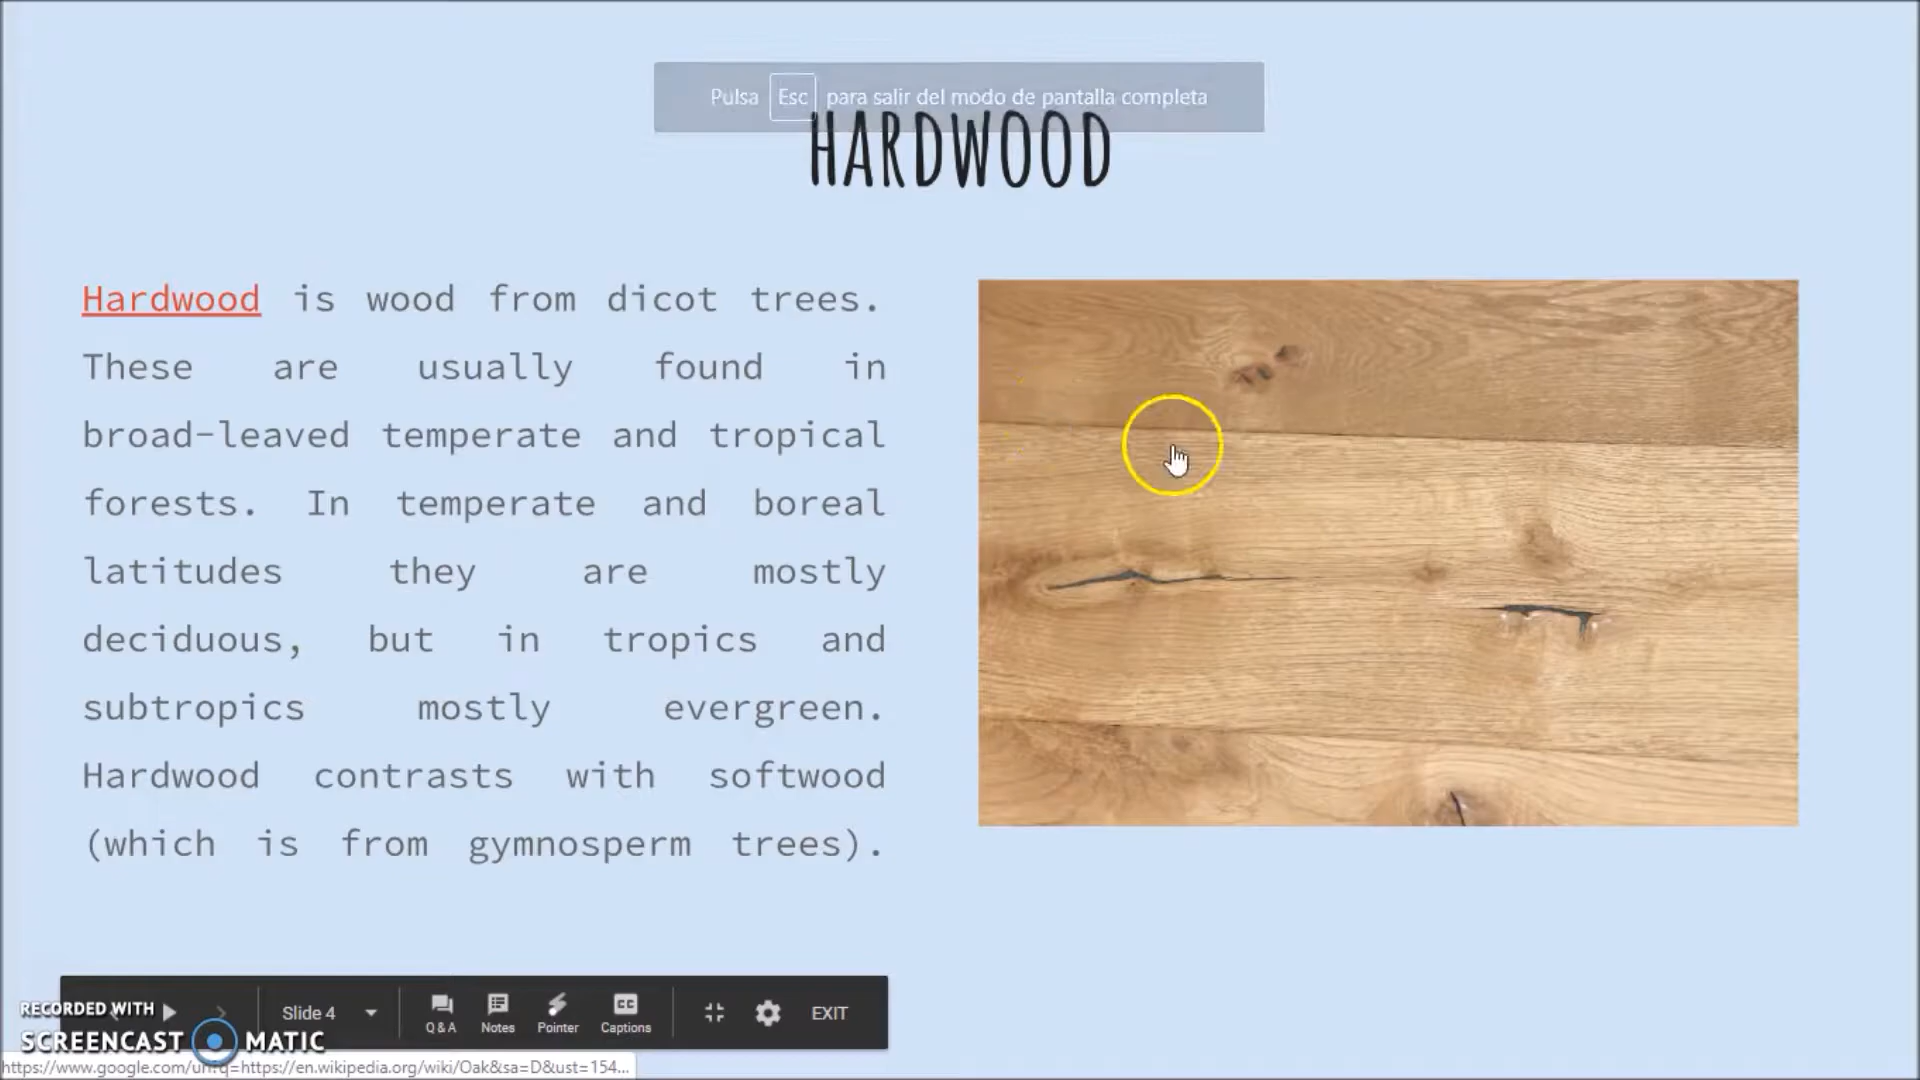 Pulsa Esc para salir del modo de pantalla completa
HARDWOOD
Hardwood is wood from dicot trees.
These are usually found in
broad-leaved temperate and tropical
forests. In temperate and boreal
latitudes they are mostly
deciduous, but in tropics and
subtropics mostly evergreen.
Hardwood contrasts with softwood
(which is from gymnosperm trees).
RECORDED WITH
SCREENCAST MATIC
Slide 4
Q & A
Notes
Pointer
CC
Captions
EXIT
https://www.google.com/url?q=https://en.wikipedia.org/wiki/Oak&sa=D&ust=154...